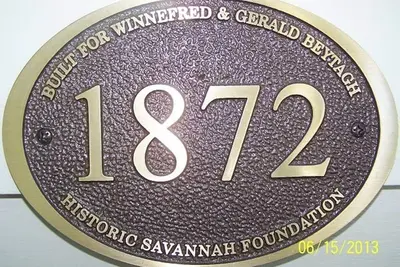 BUILT FOR WINNEFRED & GERALD BEYTAGH
1872
HISTORIC SAVANNAH FOUNDATION
06/15/2013